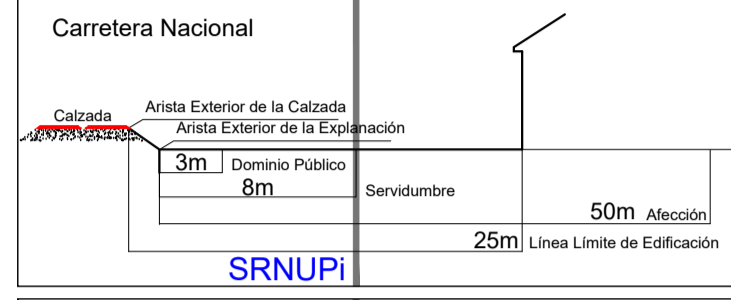 Carretera Nacional
Calzada
Arista Exterior de la Calzada
Arista Exterior de la Explanación
3m Dominio Público
8m Servidumbre
50m Afección
25m Línea Límite de Edificación
SRNUPi